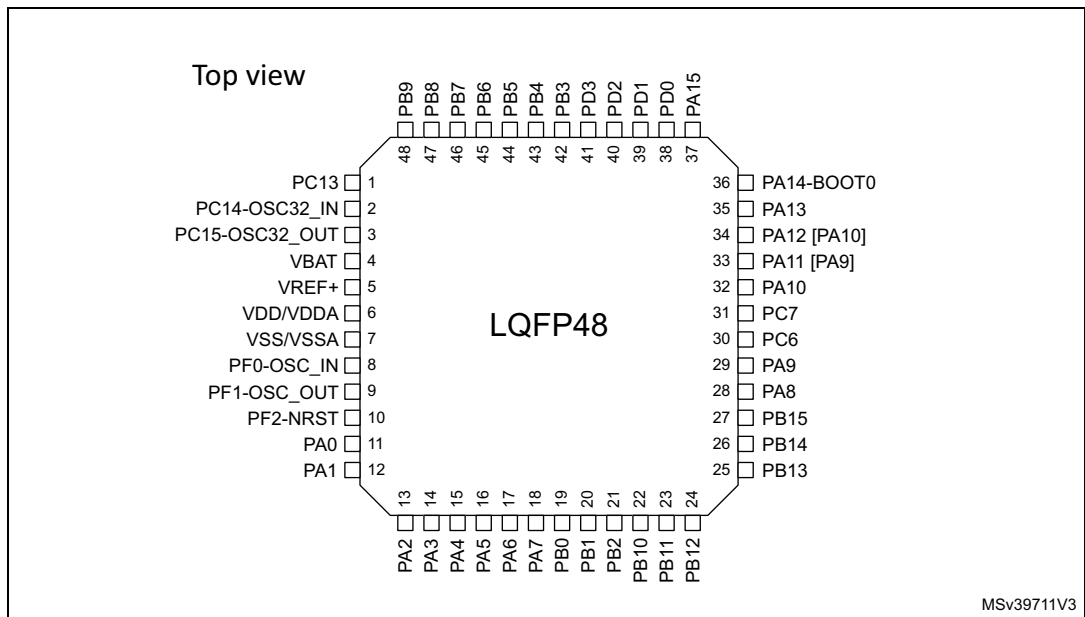 Top view
PB9
PB8
PB7
PB6
PB5
PB4
PB3
PD3
PD2
PD1
PD0
PA15
48
47
46
45
44
43
42
41
40
39
38
37
PC13 1
PC14-OSC32_IN 2
PC15-OSC32_OUT 3
VBAT 4
VREF+ 5
VDD/VDDA 6
VSS/VSSA 7
PF0-OSC_IN 8
PF1-OSC_OUT 9
PF2-NRST 10
PA0 11
PA1 12
LQFP48
36 PA14-BOOT0
35 PA13
34 PA12 [PA10]
33 PA11 [PA9]
32 PA10
31 PC7
30 PC6
29 PA9
28 PA8
27 PB15
26 PB14
25 PB13
13
14
15
16
17
18
19
20
21
22
23
24
PA2
PA3
PA4
PA5
PA6
PA7
PB0
PB1
PB2
PB10
PB11
PB12
MSv39711V3